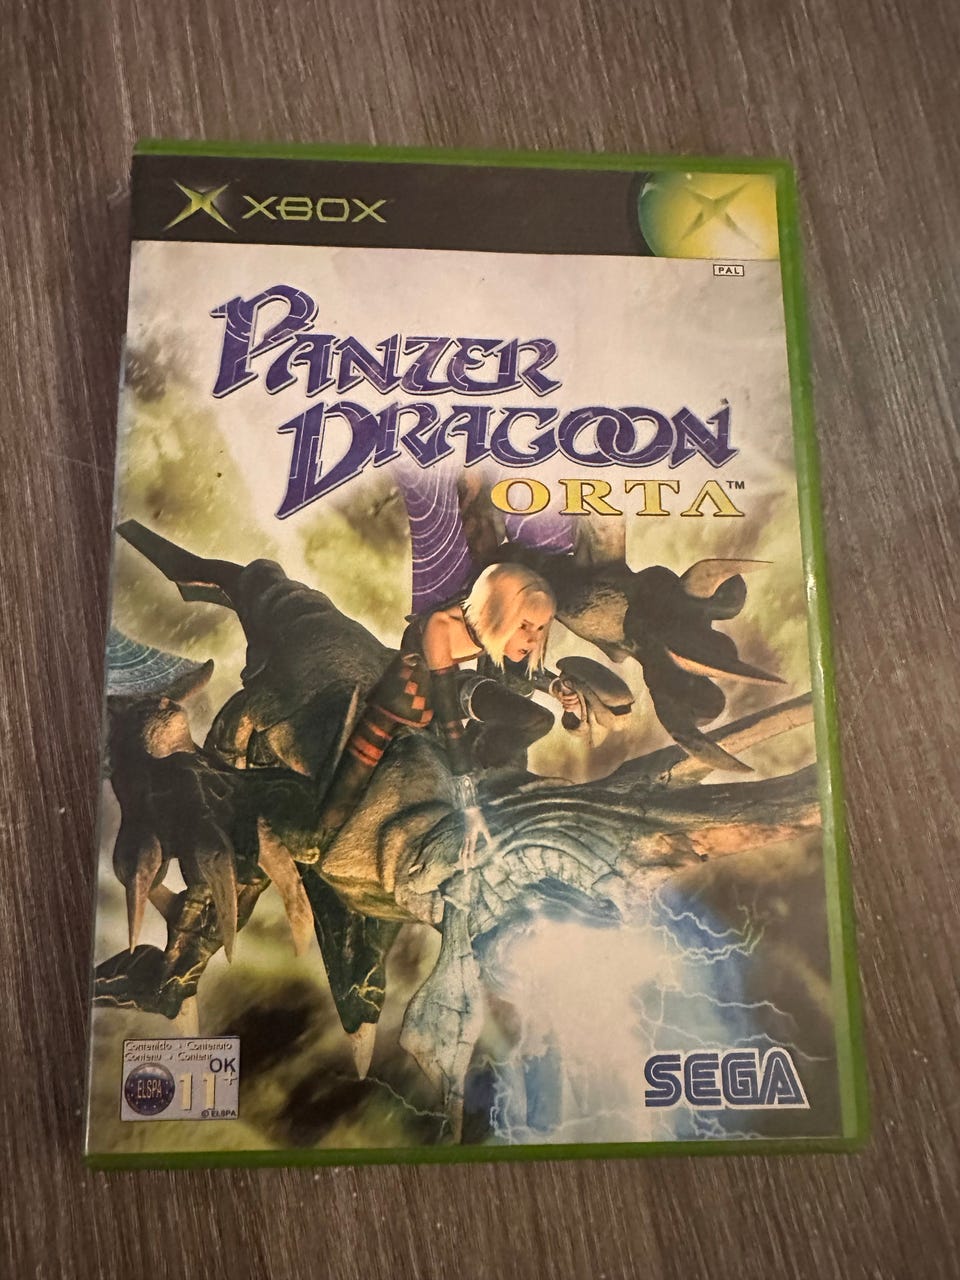 XBOX
PAL
PANZER
DRAGOON
ORTA™
Contenido • Contenuto
Contenu • Content
OK
ELSPA
11+
© ELSPA
SEGA